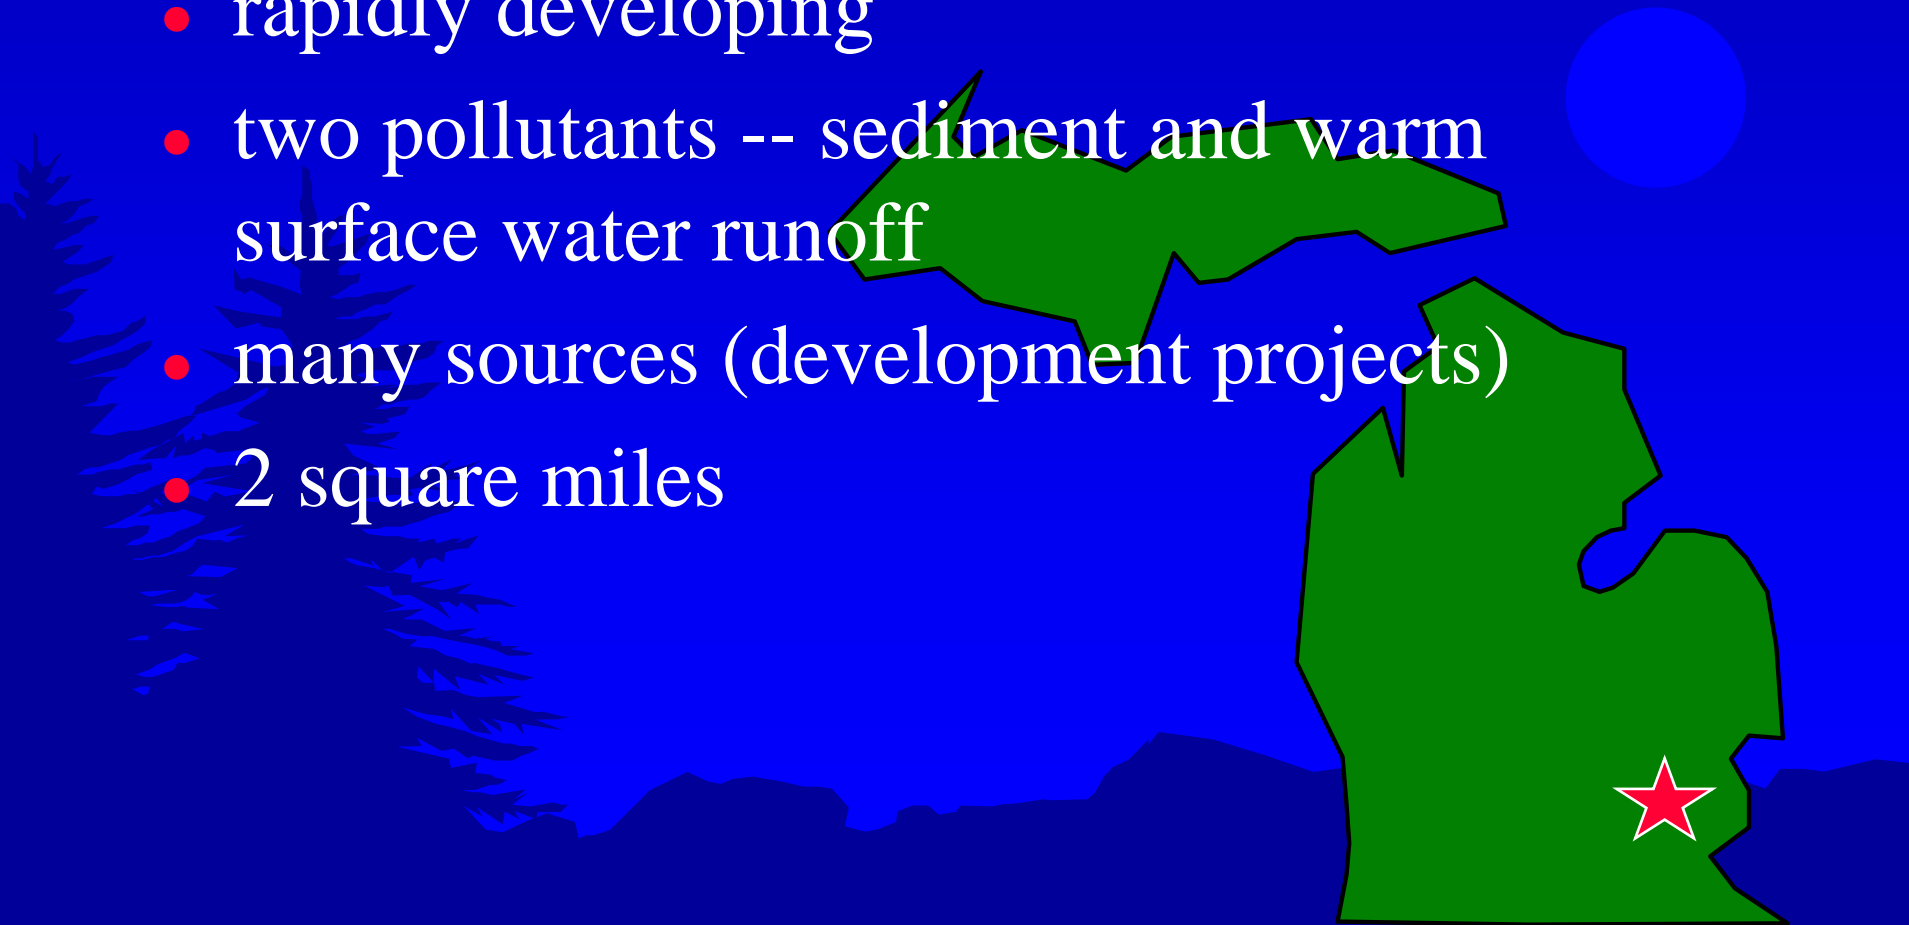 rapidly developing
two pollutants -- sediment and warm
surface water runoff
many sources (development projects)
2 square miles